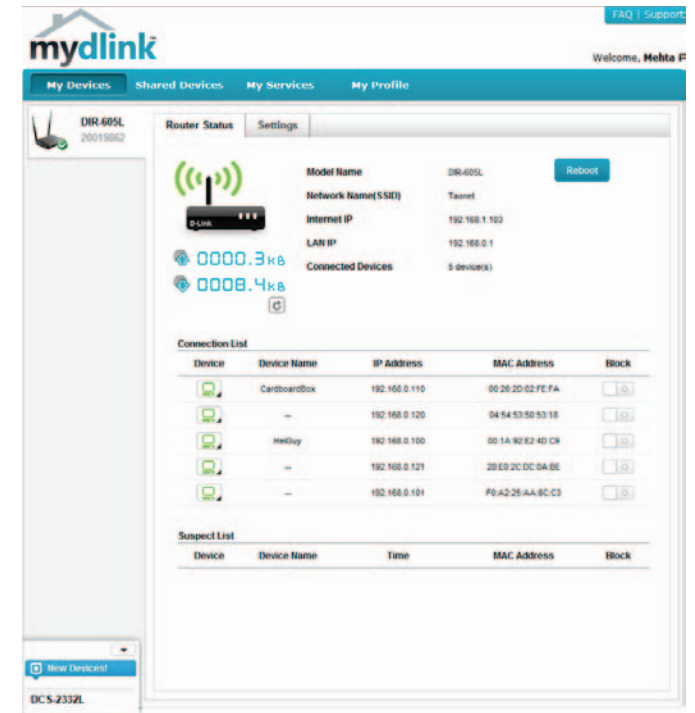 FAQ | Support
mydlink
Welcome, Mehta
My Devices Shared Devices My Services My Profile
DIR-605L
20019862
Router Status Settings
D-Link
Model Name DIR-605L Reboot
Network Name(SSID) Taonet
Internet IP 192.168.1.103
LAN IP 192.168.0.1
Connected Devices 5 device(s)
0000.3KB
0008.4KB
Connection List
Device Device Name IP Address MAC Address Block
CardboardBox 192.168.0.110 00:26:2D:02:FE:FA
-- 192.168.0.120 04:54:53:50:53:18
HeiGuy 192.168.0.100 00:1A:92:E2:4D:C9
-- 192.168.0.121 28:E0:2C:DC:0A:BE
-- 192.168.0.101 F0:A2:25:AA:8C:C3
Suspect List
Device Device Name Time MAC Address Block
New Devices!
DCS-2332L